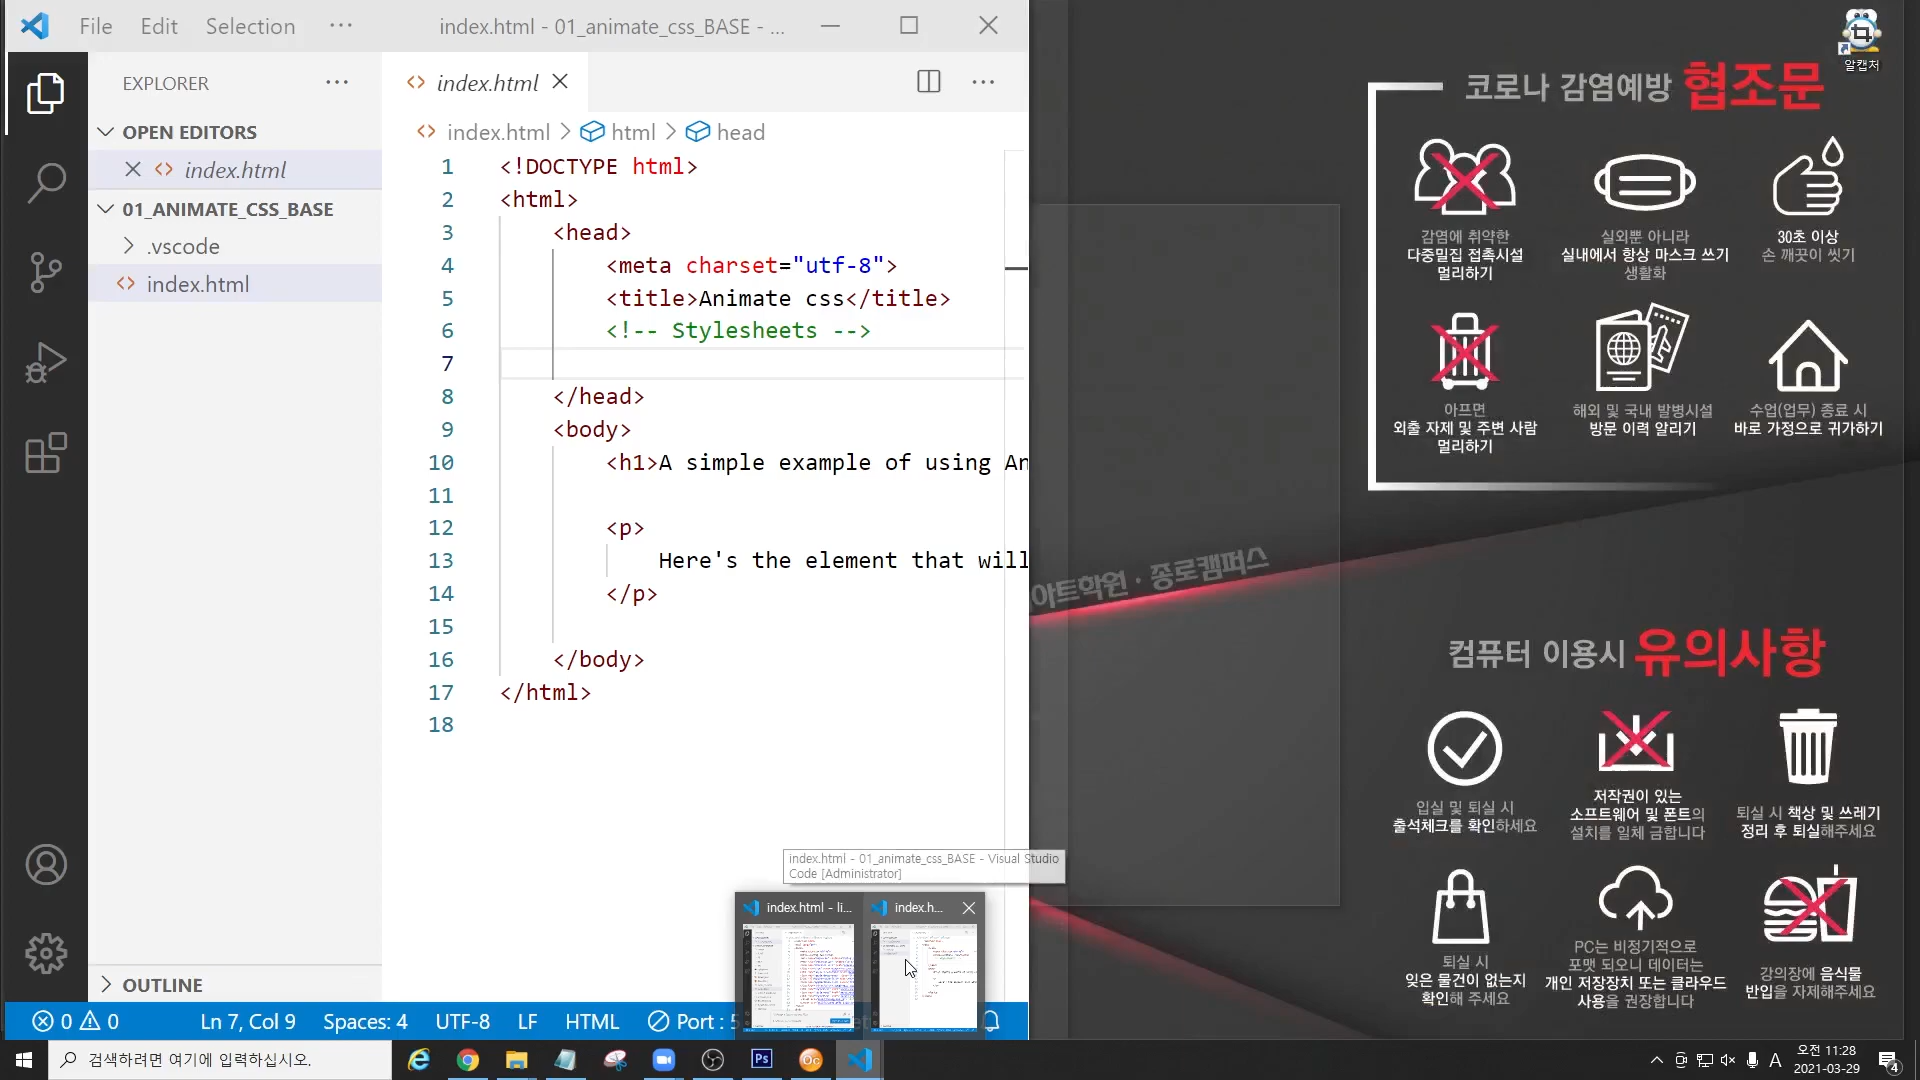 File Edit Selection ···
index.html - 01_animate_css_BASE - ...
EXPLORER
OPEN EDITORS
index.html
01_ANIMATE_CSS_BASE
.vscode
index.html
OUTLINE
index.html
index.html > html > head
1 <!DOCTYPE html>
2 <html>
3 <head>
4 <meta charset="utf-8">
5 <title>Animate css</title>
6 <!-- Stylesheets -->
7
8 </head>
9 <body>
10 <h1>A simple example of using An
11
12 <p>
13 Here's the element that will
14 </p>
15
16 </body>
17 </html>
18
index.html - 01_animate_css_BASE - Visual Studio
Code [Administrator]
index.html - li...
index.h...
0 0 Ln 7, Col 9 Spaces: 4 UTF-8 LF HTML Port : 5
검색하려면 여기에 입력하십시오.
Ps
Oc
A
오전 11:28
2021-03-29
4
알캡처
코로나 감염예방 협조문
감염에 취약한
다중밀집 접촉시설
멀리하기
실외뿐 아니라
실내에서 항상 마스크 쓰기
생활화
30초 이상
손 깨끗이 씻기
아프면
외출 자제 및 주변 사람
멀리하기
해외 및 국내 발병시설
방문 이력 알리기
수업(업무) 종료 시
바로 가정으로 귀가하기
아트학원 · 종로캠퍼스
컴퓨터 이용시 유의사항
입실 및 퇴실 시
출석체크를 확인하세요
저작권이 있는
소프트웨어 및 폰트의
설치를 일체 금합니다
퇴실 시 책상 및 쓰레기
정리 후 퇴실해주세요
퇴실 시
잊은 물건이 없는지
확인해 주세요
PC는 비정기적으로
포맷 되오니 데이터는
개인 저장장치 또는 클라우드
사용을 권장합니다
강의장에 음식물
반입을 자제해주세요